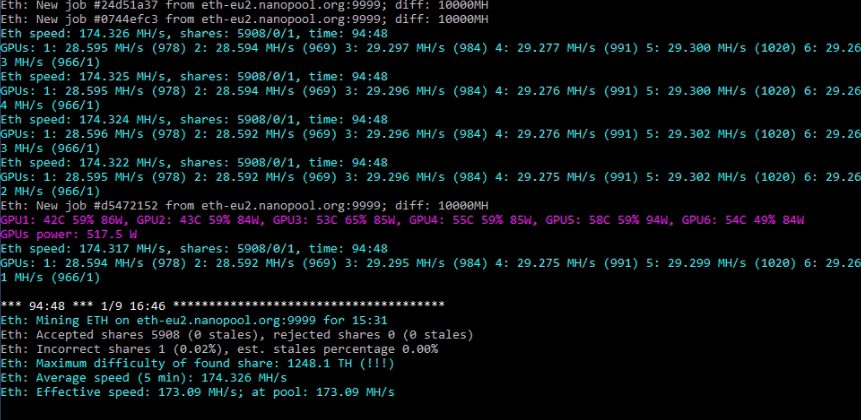 Eth: New job #24d51a37 from eth-eu2.nanopool.org:9999; diff: 10000MH
Eth: New job #0744efc3 from eth-eu2.nanopool.org:9999; diff: 10000MH
Eth speed: 174.326 MH/s, shares: 5908/0/1, time: 94:48
GPUs: 1: 28.595 MH/s (978) 2: 28.594 MH/s (969) 3: 29.297 MH/s (984) 4: 29.277 MH/s (991) 5: 29.300 MH/s (1020) 6: 29.26
3 MH/s (966/1)
Eth speed: 174.325 MH/s, shares: 5908/0/1, time: 94:48
GPUs: 1: 28.595 MH/s (978) 2: 28.594 MH/s (969) 3: 29.296 MH/s (984) 4: 29.276 MH/s (991) 5: 29.300 MH/s (1020) 6: 29.26
4 MH/s (966/1)
Eth speed: 174.324 MH/s, shares: 5908/0/1, time: 94:48
GPUs: 1: 28.596 MH/s (978) 2: 28.592 MH/s (969) 3: 29.296 MH/s (984) 4: 29.276 MH/s (991) 5: 29.302 MH/s (1020) 6: 29.26
3 MH/s (966/1)
Eth speed: 174.322 MH/s, shares: 5908/0/1, time: 94:48
GPUs: 1: 28.595 MH/s (978) 2: 28.592 MH/s (969) 3: 29.296 MH/s (984) 4: 29.275 MH/s (991) 5: 29.302 MH/s (1020) 6: 29.26
2 MH/s (966/1)
Eth: New job #d5472152 from eth-eu2.nanopool.org:9999; diff: 10000MH
GPU1: 42C 59% 86W, GPU2: 43C 59% 84W, GPU3: 53C 65% 85W, GPU4: 55C 59% 85W, GPU5: 58C 59% 94W, GPU6: 54C 49% 84W
GPUs power: 517.5 W
Eth speed: 174.317 MH/s, shares: 5908/0/1, time: 94:48
GPUs: 1: 28.594 MH/s (978) 2: 28.592 MH/s (969) 3: 29.295 MH/s (984) 4: 29.275 MH/s (991) 5: 29.299 MH/s (1020) 6: 29.26
1 MH/s (966/1)
*** 94:48 *** 1/9 16:46 **************************************
Eth: Mining ETH on eth-eu2.nanopool.org:9999 for 15:31
Eth: Accepted shares 5908 (0 stales), rejected shares 0 (0 stales)
Eth: Incorrect shares 1 (0.02%), est. stales percentage 0.00%
Eth: Maximum difficulty of found share: 1248.1 TH (!!!)
Eth: Average speed (5 min): 174.326 MH/s
Eth: Effective speed: 173.09 MH/s; at pool: 173.09 MH/s